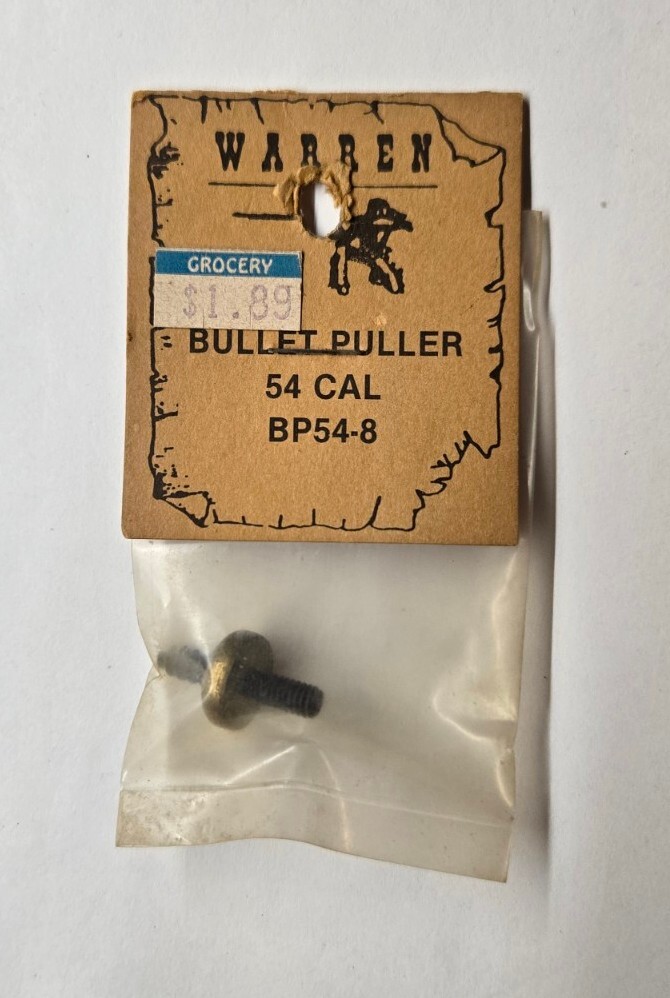 WARREN
GROCERY
$1.89
BULLET PULLER
54 CAL
BP54-8